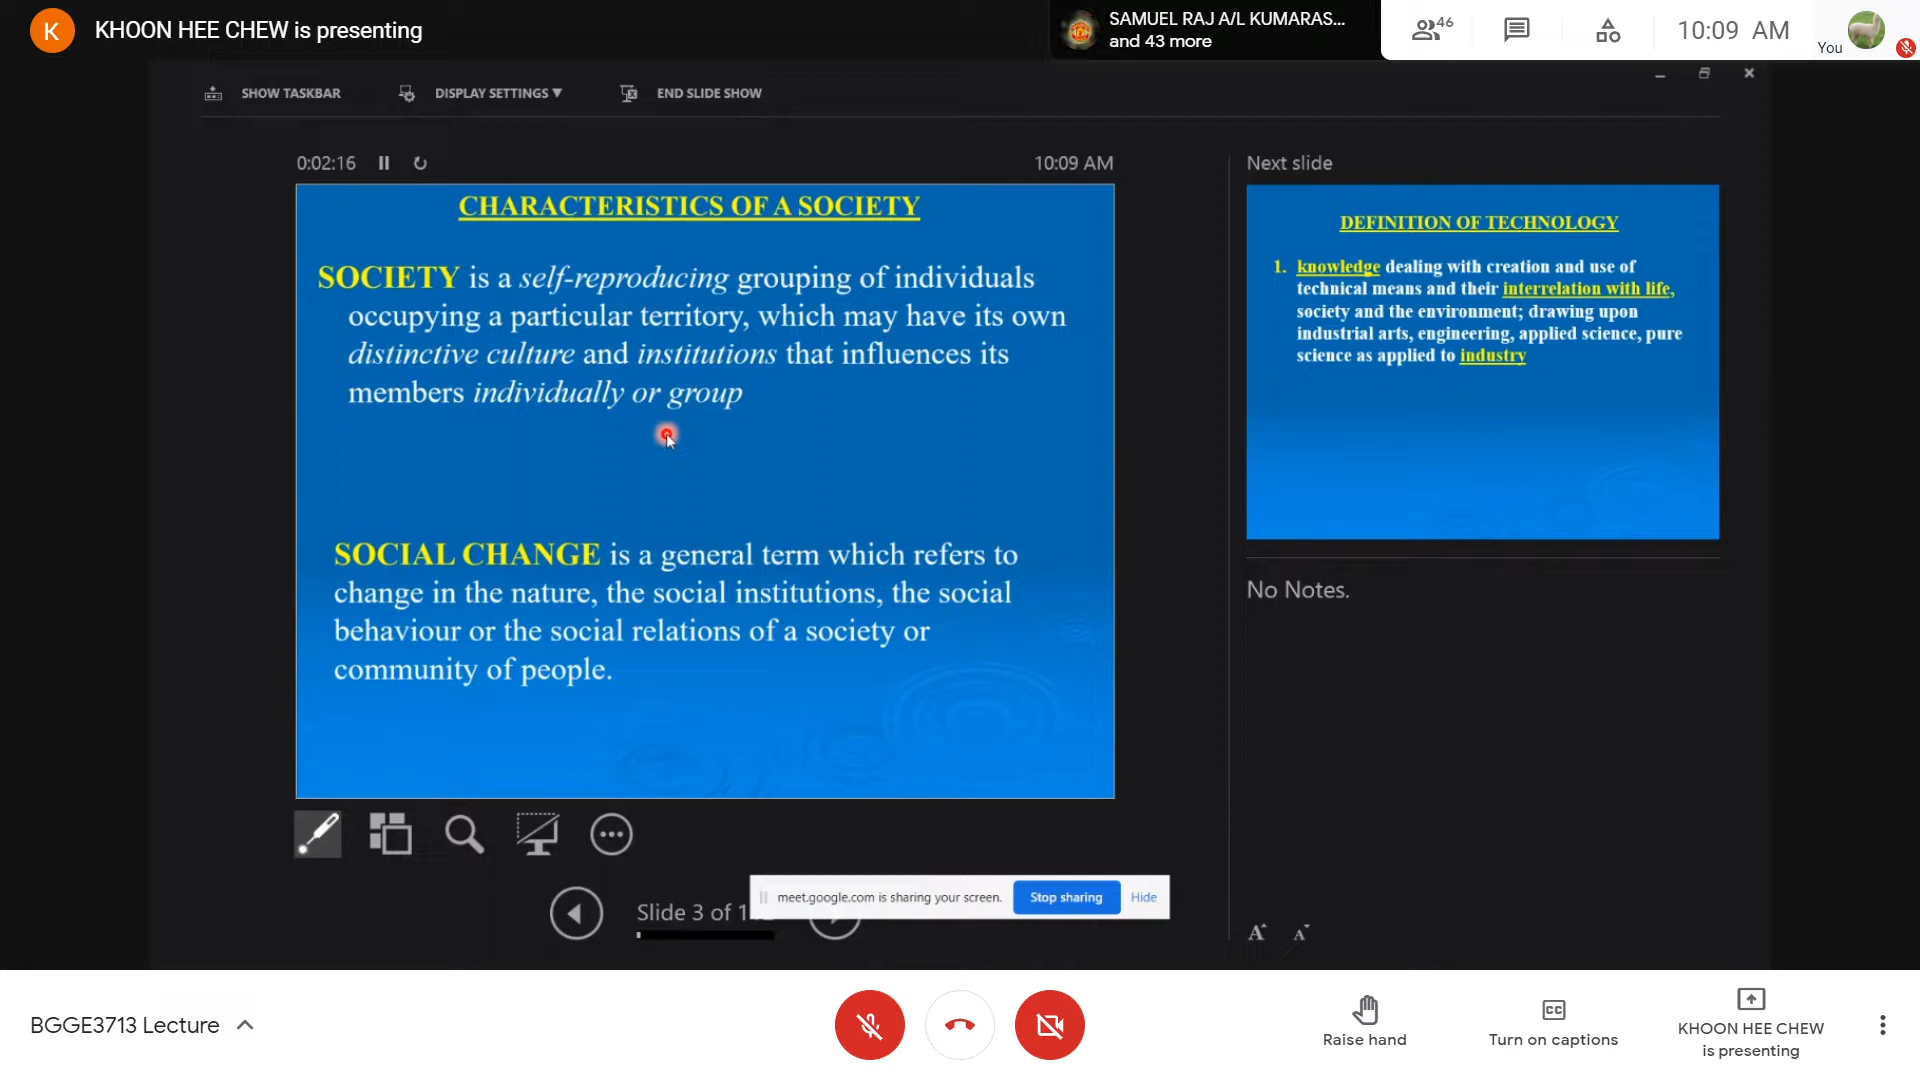 K KHOON HEE CHEW is presenting
SAMUEL RAJ A/L KUMARAS...
and 43 more
46
10:09 AM
You
SHOW TASKBAR
DISPLAY SETTINGS ▼
END SLIDE SHOW
0:02:16
10:09 AM
CHARACTERISTICS OF A SOCIETY
SOCIETY is a self-reproducing grouping of individuals
occupying a particular territory, which may have its own
distinctive culture and institutions that influences its
members individually or group
SOCIAL CHANGE is a general term which refers to
change in the nature, the social institutions, the social
behaviour or the social relations of a society or
community of people.
Next slide
DEFINITION OF TECHNOLOGY
1. knowledge dealing with creation and use of
technical means and their interrelation with life,
society and the environment; drawing upon
industrial arts, engineering, applied science, pure
science as applied to industry
No Notes.
Slide 3 of
meet.google.com is sharing your screen.
Stop sharing
Hide
A A
BGGE3713 Lecture
Raise hand
CC
Turn on captions
KHOON HEE CHEW
is presenting